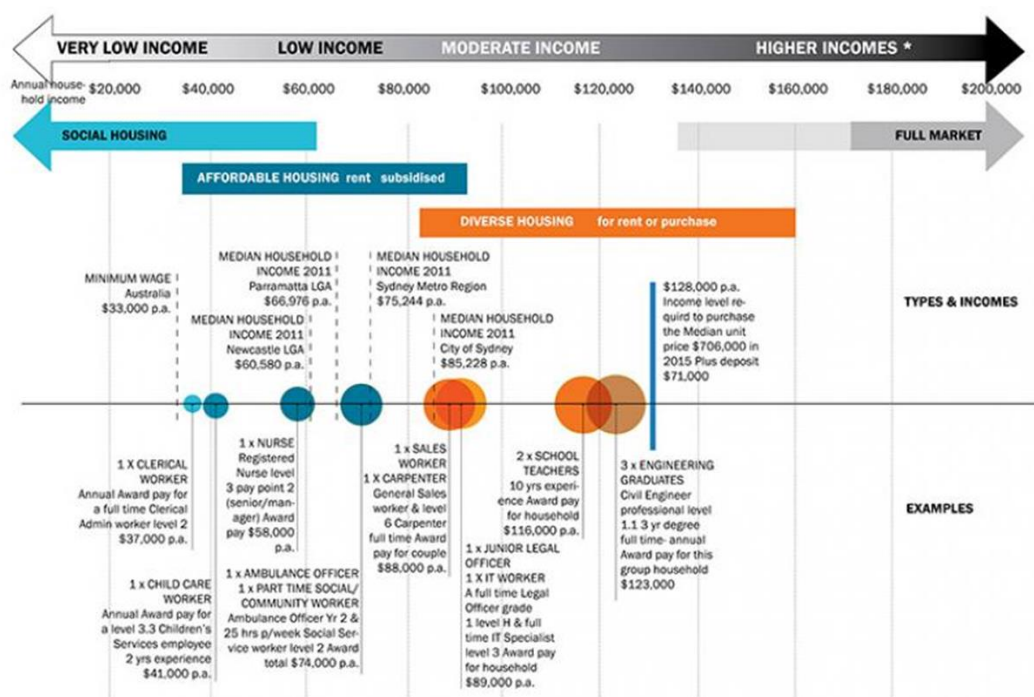 VERY LOW INCOME
LOW INCOME
MODERATE INCOME
HIGHER INCOMES *
Annual house-
hold income
$20,000
$40,000
$60,000
$80,000
$100,000
$120,000
$140,000
$160,000
$180,000
$200,000
SOCIAL HOUSING
FULL MARKET
AFFORDABLE HOUSING rent subsidised
DIVERSE HOUSING for rent or purchase
MINIMUM WAGE
Australia
$33,000 p.a.
MEDIAN HOUSEHOLD
INCOME 2011
Parramatta LGA
$66,976 p.a.
MEDIAN HOUSEHOLD
INCOME 2011
Newcastle LGA
$60,580 p.a.
MEDIAN HOUSEHOLD
INCOME 2011
Sydney Metro Region
$75,244 p.a.
MEDIAN HOUSEHOLD
INCOME 2011
City of Sydney
$85,228 p.a.
$128,000 p.a.
Income level re-
quird to purchase
the Median unit
price $706,000 in
2015 Plus deposit
$71,000
TYPES & INCOMES
1 X CLERICAL
WORKER
Annual Award pay for
a full time Clerical
Admin worker level 2
$37,000 p.a.
1 x CHILD CARE
WORKER
Annual Award pay for
a level 3.3 Children's
Services employee
2 yrs experience
$41,000 p.a.
1 x NURSE
Registered
Nurse level
3 pay point 2
(senior/man-
ager) Award
pay $58,000
p.a.
1 x AMBULANCE OFFICER
1 x PART TIME SOCIAL/
COMMUNITY WORKER
Ambulance Officer Yr 2 &
25 hrs p/week Social Ser-
vice worker level 2 Award
total $74,000 p.a.
1 x SALES
WORKER
1 X CARPENTER
General Sales
worker & level
6 Carpenter
full time Award
pay for couple
$88,000 p.a.
1 x JUNIOR LEGAL
OFFICER
1 X IT WORKER
A full time Legal
Officer grade
1 level H & full
time IT Specialist
level 3 Award pay
for household
$89,000 p.a.
2 x SCHOOL
TEACHERS
10 yrs experi-
ence Award pay
for household
$116,000 p.a.
3 x ENGINEERING
GRADUATES
Civil Engineer
professional level
1.1 3 yr degree
full time- annual
Award pay for this
group household
$123,000
EXAMPLES